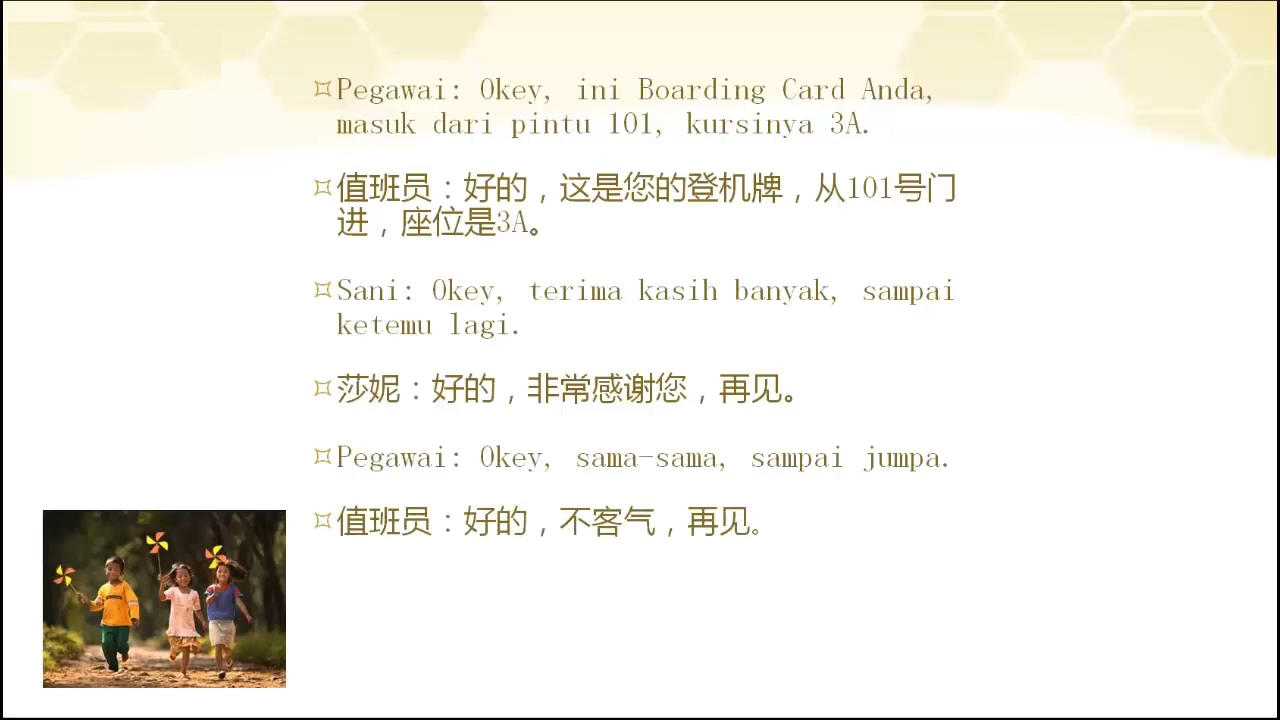 Pegawai: Okey, ini Boarding Card Anda,
masuk dari pintu 101, kursinya 3A.
值班员：好的，这是您的登机牌，从101号门
进，座位是3A。
Sani: Okey, terima kasih banyak, sampai
ketemu lagi.
莎妮：好的，非常感谢您，再见。
Pegawai: Okey, sama-sama, sampai jumpa.
值班员：好的，不客气，再见。